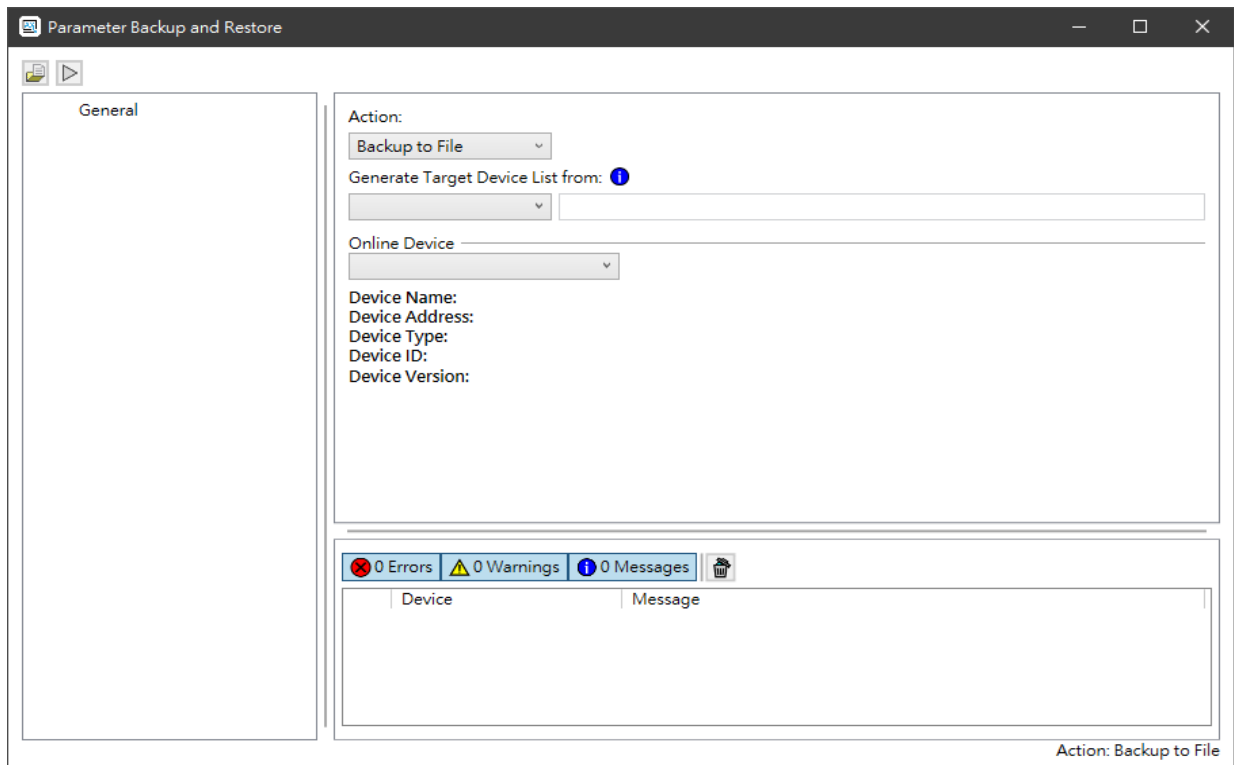 Parameter Backup and Restore
General
Action:
Backup to File
Generate Target Device List from:
Online Device
Device Name:
Device Address:
Device Type:
Device ID:
Device Version:
0 Errors 0 Warnings 0 Messages
Device Message
Action: Backup to File